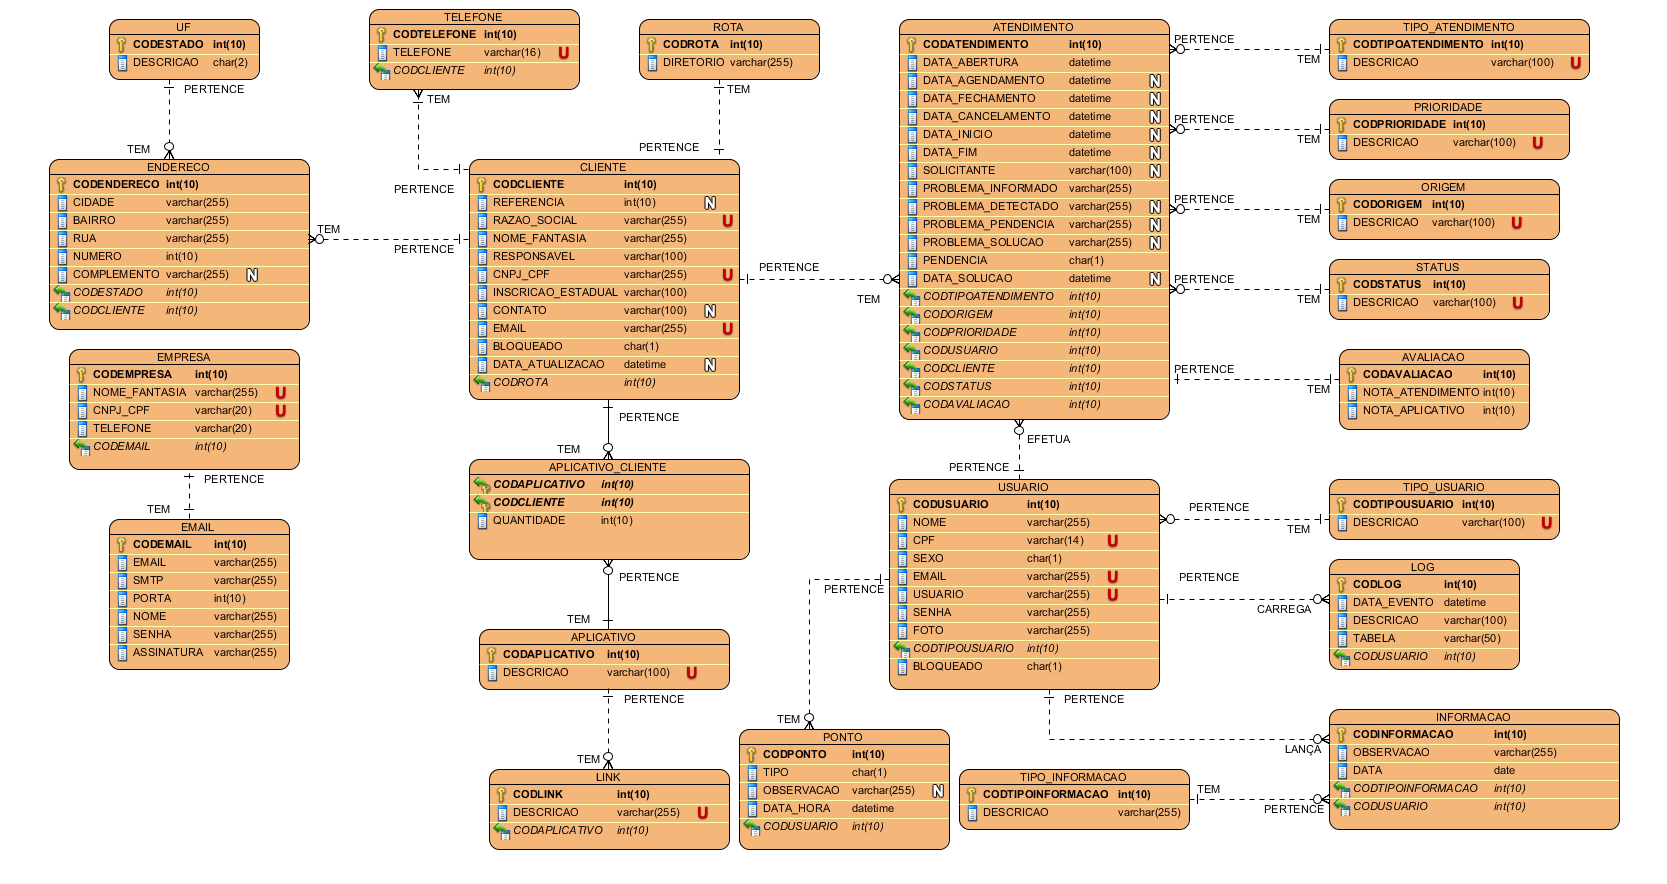 UF
CODESTADO int(10)
DESCRICAO char(2)
PERTENCE
TEM
TELEFONE
CODTELEFONE int(10)
TELEFONE varchar(16) U
CODCLIENTE int(10)
TEM
PERTENCE
ROTA
CODROTA int(10)
DIRETORIO varchar(255)
TEM
PERTENCE
ENDERECO
CODENDERECO int(10)
CIDADE varchar(255)
BAIRRO varchar(255)
RUA varchar(255)
NUMERO int(10)
COMPLEMENTO varchar(255) N
CODESTADO int(10)
CODCLIENTE int(10)
TEM
PERTENCE
CLIENTE
CODCLIENTE int(10)
REFERENCIA int(10) N
RAZAO_SOCIAL varchar(255) U
NOME_FANTASIA varchar(255)
RESPONSAVEL varchar(100)
CNPJ_CPF varchar(255) U
INSCRICAO_ESTADUAL varchar(100)
CONTATO varchar(100) N
EMAIL varchar(255) U
BLOQUEADO char(1)
DATA_ATUALIZACAO datetime N
CODROTA int(10)
PERTENCE
TEM
PERTENCE
TEM
ATENDIMENTO
CODATENDIMENTO int(10)
DATA_ABERTURA datetime
DATA_AGENDAMENTO datetime N
DATA_FECHAMENTO datetime N
DATA_CANCELAMENTO datetime N
DATA_INICIO datetime N
DATA_FIM datetime N
SOLICITANTE varchar(100) N
PROBLEMA_INFORMADO varchar(255)
PROBLEMA_DETECTADO varchar(255) N
PROBLEMA_PENDENCIA varchar(255) N
PROBLEMA_SOLUCAO varchar(255) N
PENDENCIA char(1)
DATA_SOLUCAO datetime N
CODTIPOATENDIMENTO int(10)
CODORIGEM int(10)
CODPRIORIDADE int(10)
CODUSUARIO int(10)
CODCLIENTE int(10)
CODSTATUS int(10)
CODAVALIACAO int(10)
PERTENCE
TEM
TIPO_ATENDIMENTO
CODTIPOATENDIMENTO int(10)
DESCRICAO varchar(100) U
PERTENCE
TEM
PRIORIDADE
CODPRIORIDADE int(10)
DESCRICAO varchar(100) U
PERTENCE
TEM
ORIGEM
CODORIGEM int(10)
DESCRICAO varchar(100) U
PERTENCE
TEM
STATUS
CODSTATUS int(10)
DESCRICAO varchar(100) U
PERTENCE
TEM
AVALIACAO
CODAVALIACAO int(10)
NOTA_ATENDIMENTO int(10)
NOTA_APLICATIVO int(10)
EFETUA
PERTENCE
EMPRESA
CODEMPRESA int(10)
NOME_FANTASIA varchar(255) U
CNPJ_CPF varchar(20) U
TELEFONE varchar(20)
CODEMAIL int(10)
PERTENCE
TEM
EMAIL
CODEMAIL int(10)
EMAIL varchar(255)
SMTP varchar(255)
PORTA int(10)
NOME varchar(255)
SENHA varchar(255)
ASSINATURA varchar(255)
APLICATIVO_CLIENTE
CODAPLICATIVO int(10)
CODCLIENTE int(10)
QUANTIDADE int(10)
PERTENCE
TEM
APLICATIVO
CODAPLICATIVO int(10)
DESCRICAO varchar(100) U
PERTENCE
TEM
LINK
CODLINK int(10)
DESCRICAO varchar(255) U
CODAPLICATIVO int(10)
USUARIO
CODUSUARIO int(10)
NOME varchar(255)
CPF varchar(14) U
SEXO char(1)
EMAIL varchar(255) U
USUARIO varchar(255) U
SENHA varchar(255)
FOTO varchar(255)
CODTIPOUSUARIO int(10)
BLOQUEADO char(1)
PERTENCE
TEM
TIPO_USUARIO
CODTIPOUSUARIO int(10)
DESCRICAO varchar(100) U
PERTENCE
CARREGA
LOG
CODLOG int(10)
DATA_EVENTO datetime
DESCRICAO varchar(100)
TABELA varchar(50)
CODUSUARIO int(10)
PERTENCE
TEM
PONTO
CODPONTO int(10)
TIPO char(1)
OBSERVACAO varchar(255) N
DATA_HORA datetime
CODUSUARIO int(10)
PERTENCE
LANÇA
INFORMACAO
CODINFORMACAO int(10)
OBSERVACAO varchar(255)
DATA date
CODTIPOINFORMACAO int(10)
CODUSUARIO int(10)
TIPO_INFORMACAO
CODTIPOINFORMACAO int(10)
DESCRICAO varchar(255)
TEM
PERTENCE